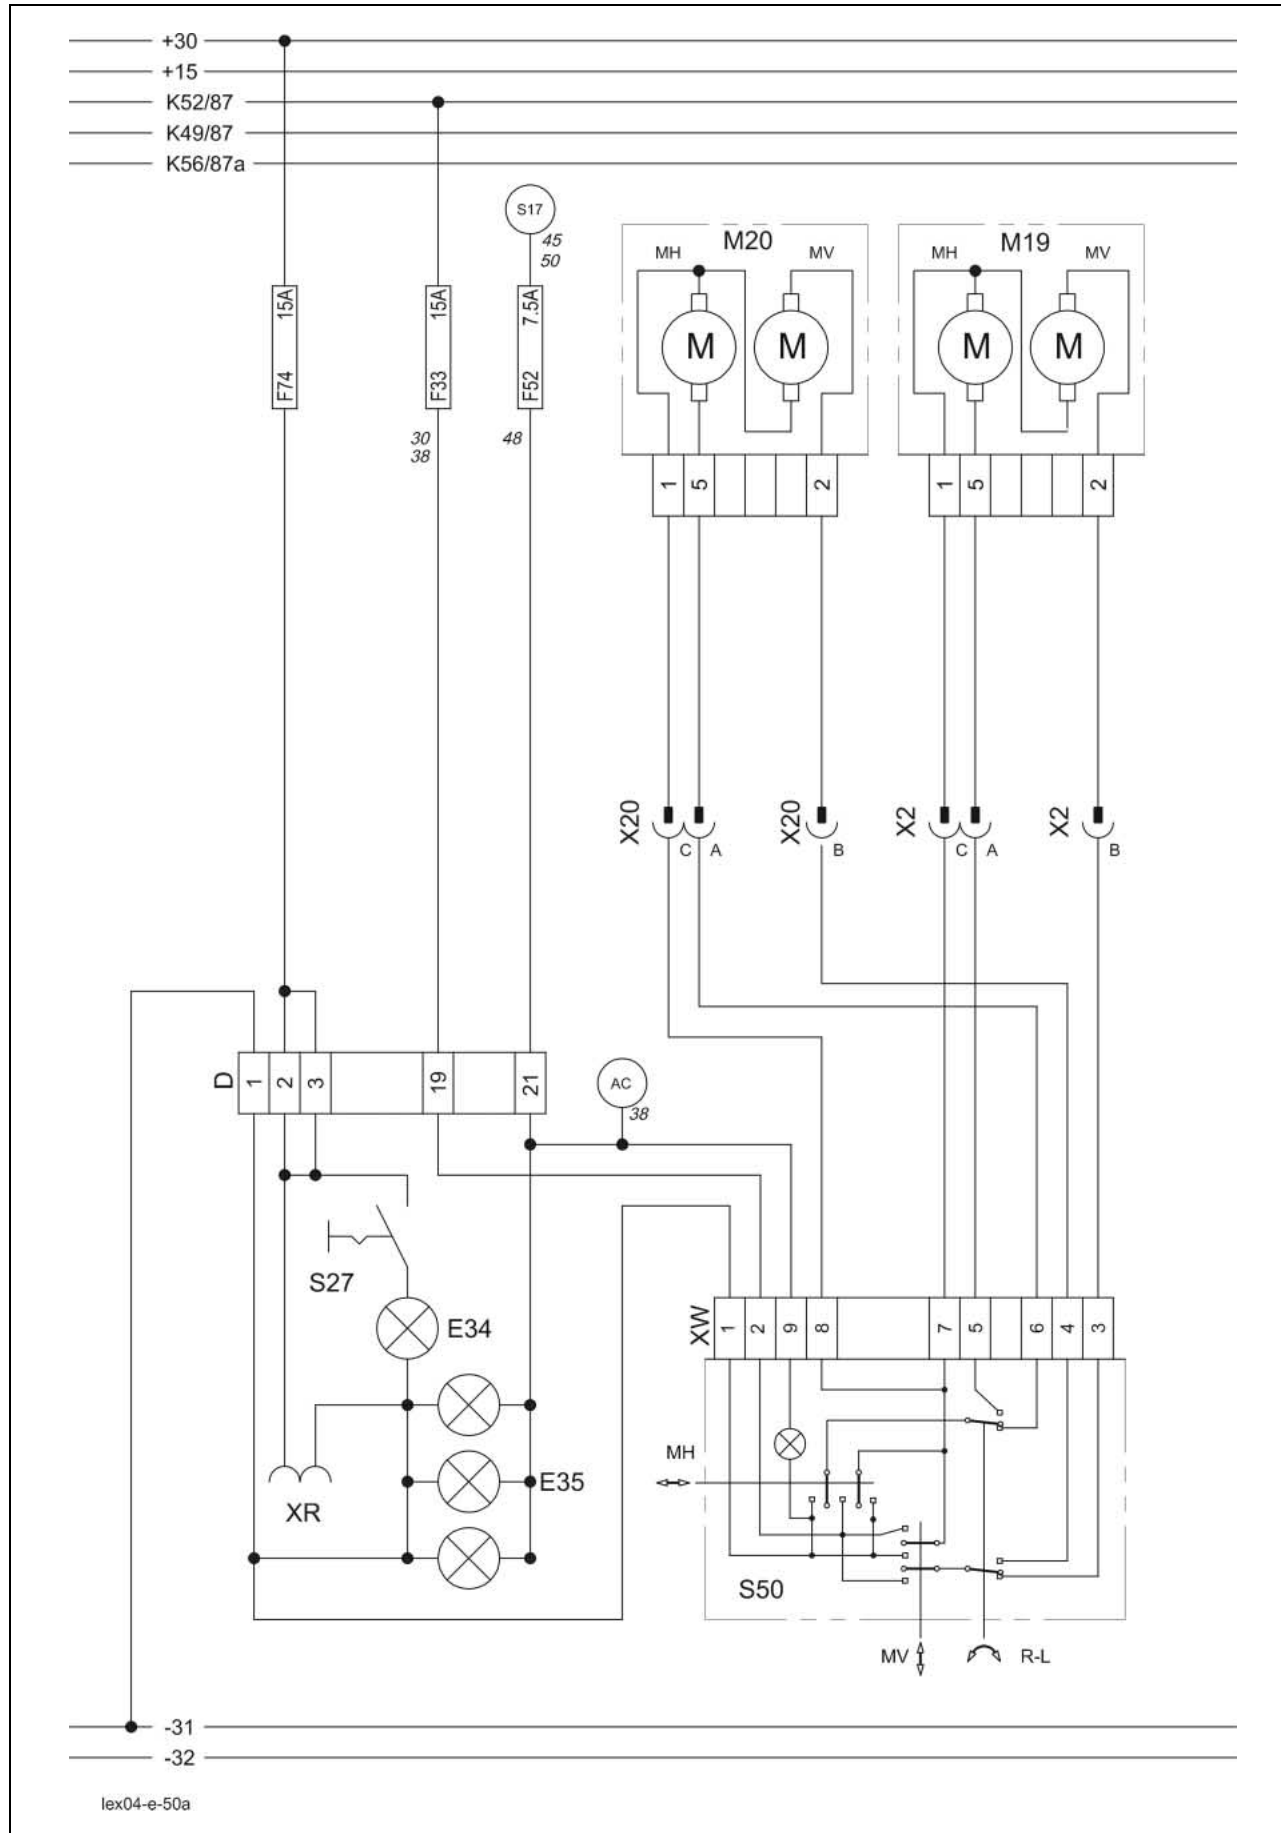 +30
+15
K52/87
K49/87
K56/87a
S17
45
50
M20
M19
MH
MV
MH
MV
15A
15A
7.5A
M
M
M
M
F74
F33
F52
30
38
48
1
5
2
1
5
2
X20
X20
X2
X2
C
A
B
C
A
B
D
1
2
3
19
21
AC
38
S27
XW
1
2
9
8
7
5
6
4
3
E34
MH
E35
XR
S50
MV
R-L
-31
-32
lex04-e-50a